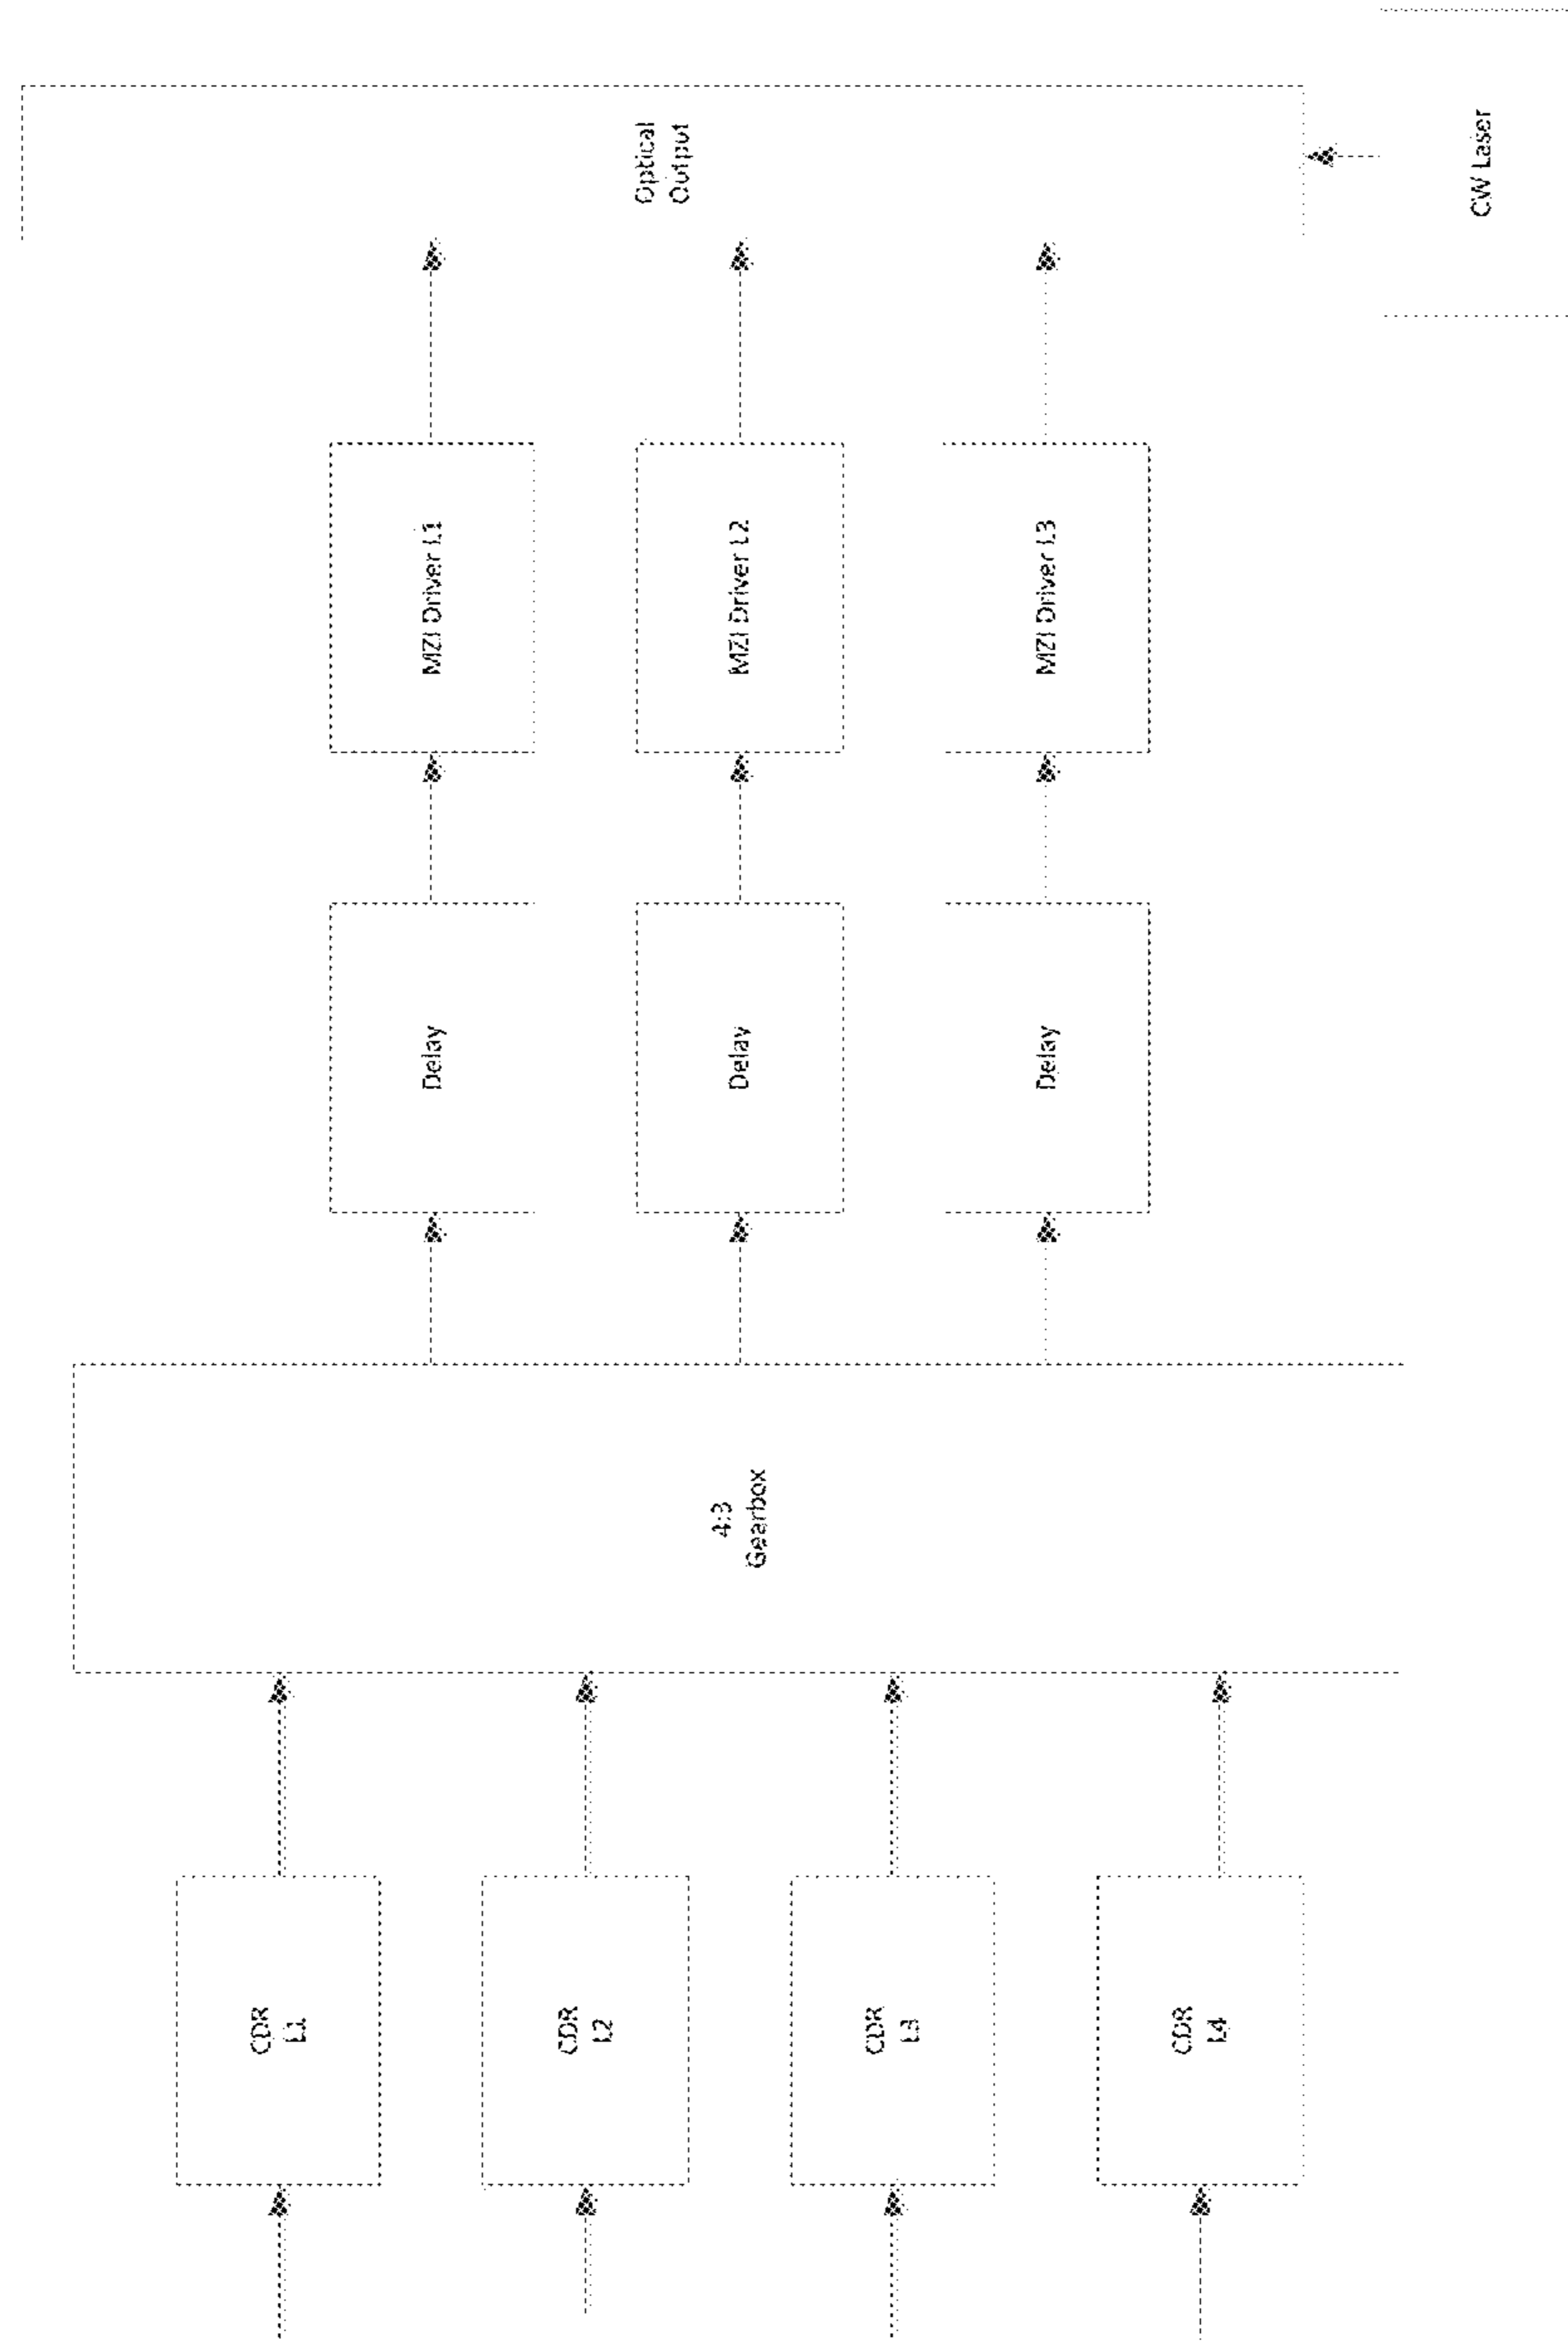 CDR
L1
CDR
L2
CDR
L3
CDR
L4
4:3
Gearbox
Delay
Delay
Delay
MZI Driver L1
MZI Driver L2
MZI Driver L3
Optical
Output
CW Laser